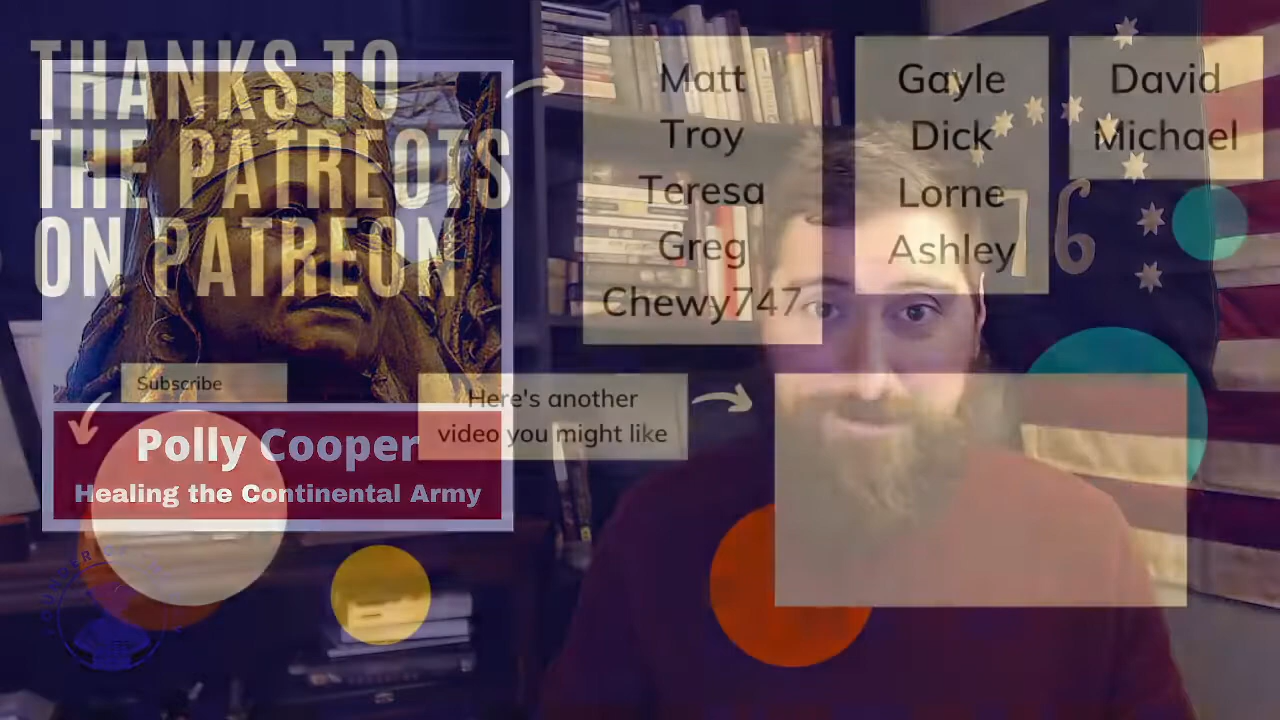 THANKS TO
THE PATREOTS
ON PATREON
Matt
Troy
Teresa
Greg
Chewy747
Gayle
Dick
Lorne
Ashley
David
Michael
76
Subscribe
Here's another
video you might like
Polly Cooper
Healing the Continental Army